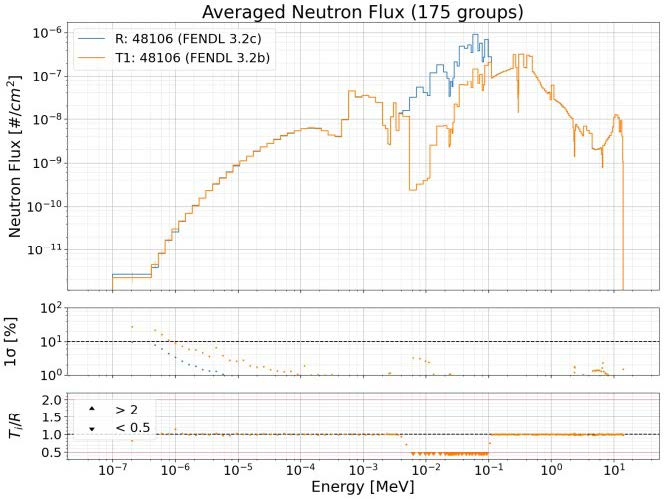 Averaged Neutron Flux (175 groups)
R: 48106 (FENDL 3.2c)
T1: 48106 (FENDL 3.2b)
Neutron Flux [#/cm²]
10⁻⁶
10⁻⁷
10⁻⁸
10⁻⁹
10⁻¹⁰
10⁻¹¹
1σ [%]
10²
10¹
10⁰
Tᵢ/R
2.0
1.5
1.0
0.5
> 2
< 0.5
10⁻⁷ 10⁻⁶ 10⁻⁵ 10⁻⁴ 10⁻³ 10⁻² 10⁻¹ 10⁰ 10¹
Energy [MeV]